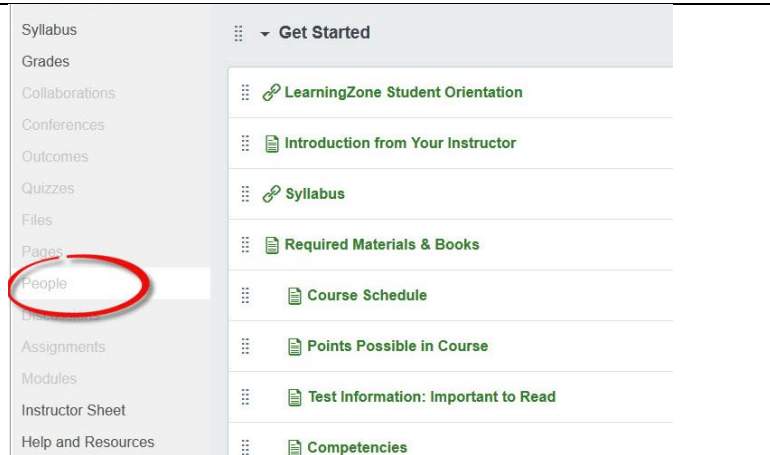 Syllabus
Grades
Collaborations
Conferences
Outcomes
Quizzes
Files
Pages
People
Discussions
Assignments
Modules
Instructor Sheet
Help and Resources
Get Started
LearningZone Student Orientation
Introduction from Your Instructor
Syllabus
Required Materials & Books
Course Schedule
Points Possible in Course
Test Information: Important to Read
Competencies